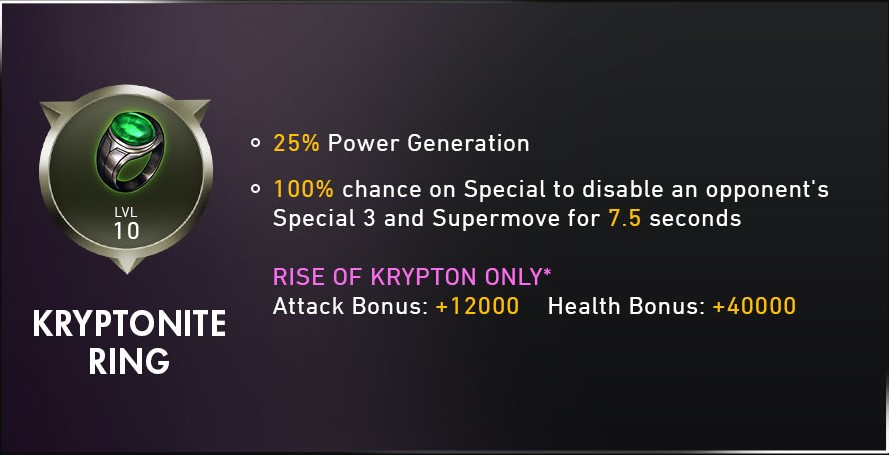 LVL
10
KRYPTONITE
RING
25% Power Generation
100% chance on Special to disable an opponent's
Special 3 and Supermove for 7.5 seconds
RISE OF KRYPTON ONLY*
Attack Bonus: +12000 Health Bonus: +40000